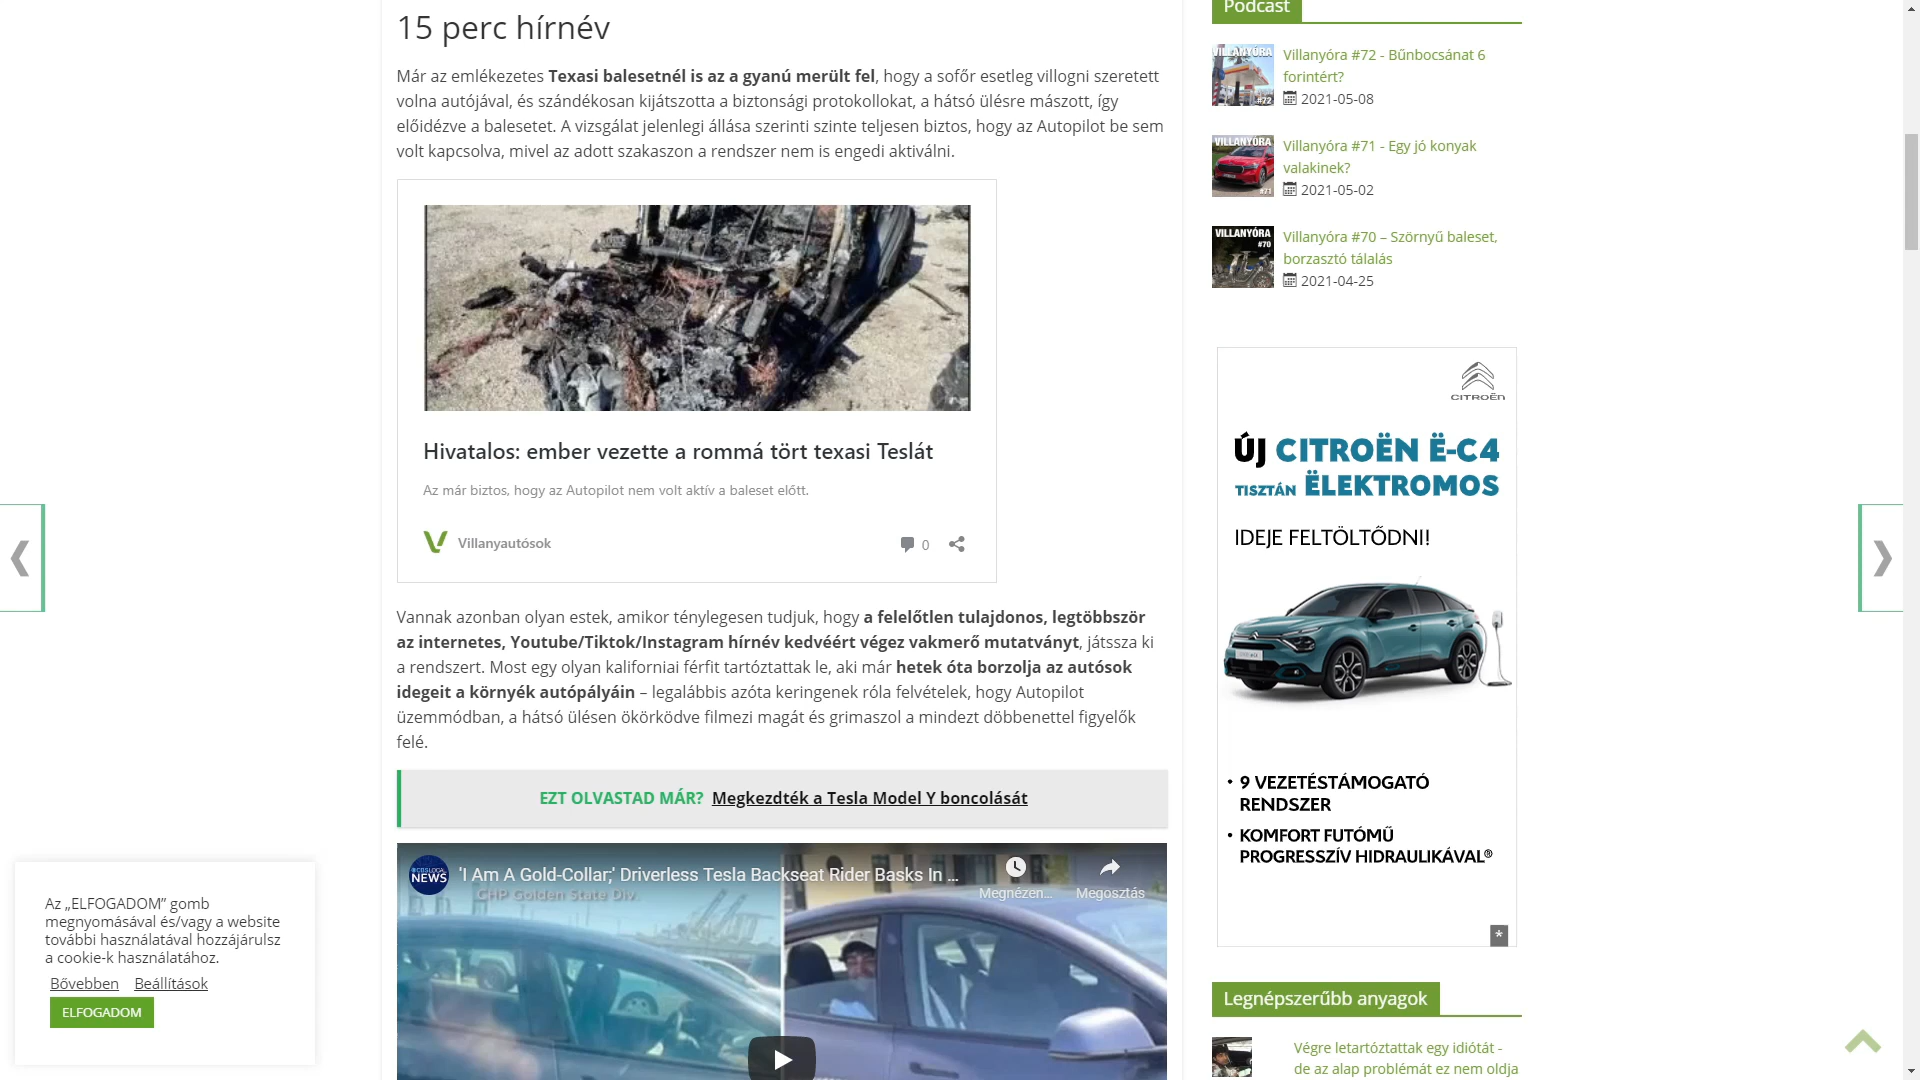 15 perc hírnév
Már az emlékezetes Texasi balesetnél is az a gyanú merült fel, hogy a sofőr esetleg villogni szeretett
volna autójával, és szándékosan kijátszotta a biztonsági protokollokat, a hátsó ülésre mászott, így
előidézve a balesetet. A vizsgálat jelenlegi állása szerinti szinte teljesen biztos, hogy az Autopilot be sem
volt kapcsolva, mivel az adott szakaszon a rendszer nem is engedi aktiválni.
Hivatalos: ember vezette a rommá tört texasi Teslát
Az már biztos, hogy az Autopilot nem volt aktív a baleset előtt.
Villanyautósok
0
Vannak azonban olyan estek, amikor ténylegesen tudjuk, hogy a felelőtlen tulajdonos, legtöbbször
az internetes, Youtube/Tiktok/Instagram hírnév kedvéért végez vakmerő mutatványt, játssza ki
a rendszert. Most egy olyan kaliforniai férfit tartóztattak le, aki már hetek óta borzolja az autósok
idegeit a környék autópályáin – legalábbis azóta keringenek róla felvételek, hogy Autopilot
üzemmódban, a hátsó ülésen ökörködve filmezi magát és grimaszol a mindezt döbbenettel figyelők
felé.
EZT OLVASTAD MÁR? Megkezdték a Tesla Model Y boncolását
NEWS
'I Am A Gold-Collar;' Driverless Tesla Backseat Rider Basks In ...
CHP Golden State Div
Megnézen...
Megosztás
Podcast
VILLANYÓRA
#72
Villanyóra #72 - Bűnbocsánat 6
forintért?
2021-05-08
VILLANYÓRA
#71
Villanyóra #71 - Egy jó konyak
valakinek?
2021-05-02
VILLANYÓRA
#70
Villanyóra #70 – Szörnyű baleset,
borzasztó tálalás
2021-04-25
CITROËN
ÚJ CITROËN Ë-C4
TISZTÁN ËLEKTROMOS
IDEJE FELTÖLTŐDNI!
• 9 VEZETÉSTÁMOGATÓ
RENDSZER
• KOMFORT FUTÓMŰ
PROGRESSZÍV HIDRAULIKÁVAL®
*
Legnépszerűbb anyagok
Végre letartóztattak egy idiótát -
de az alap problémát ez nem oldja
Az „ELFOGADOM” gomb
megnyomásával és/vagy a website
további használatával hozzájárulsz
a cookie-k használatához.
Bővebben Beállítások
ELFOGADOM